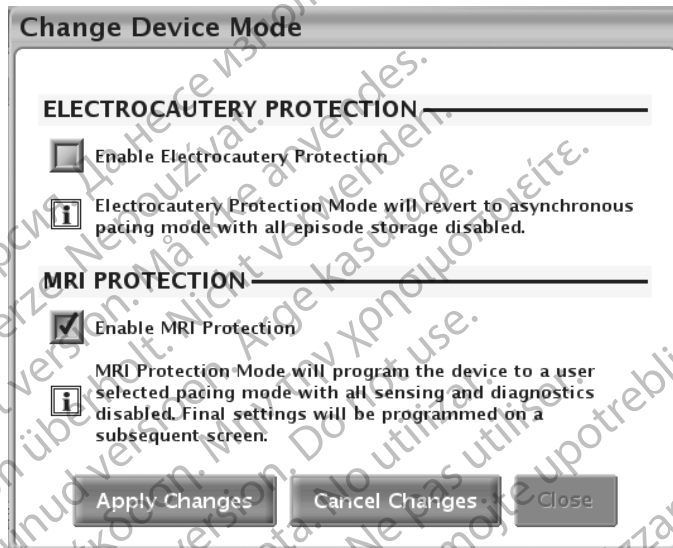 Change Device Mode
ELECTROCAUTERY PROTECTION
Enable Electrocautery Protection
Electrocautery Protection Mode will revert to asynchronous
pacing mode with all episode storage disabled.
MRI PROTECTION
Enable MRI Protection
MRI Protection Mode will program the device to a user
selected pacing mode with all sensing and diagnostics
disabled. Final settings will be programmed on a
subsequent screen.
Apply Changes
Cancel Changes
Close